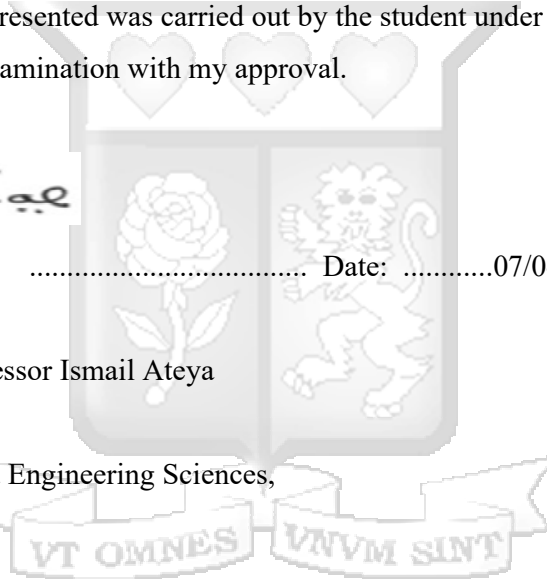 resented was carried out by the student under
amination with my approval.
.................................. Date: ............07/0
essor Ismail Ateya
Engineering Sciences,
VT OMNES VNVM SINT